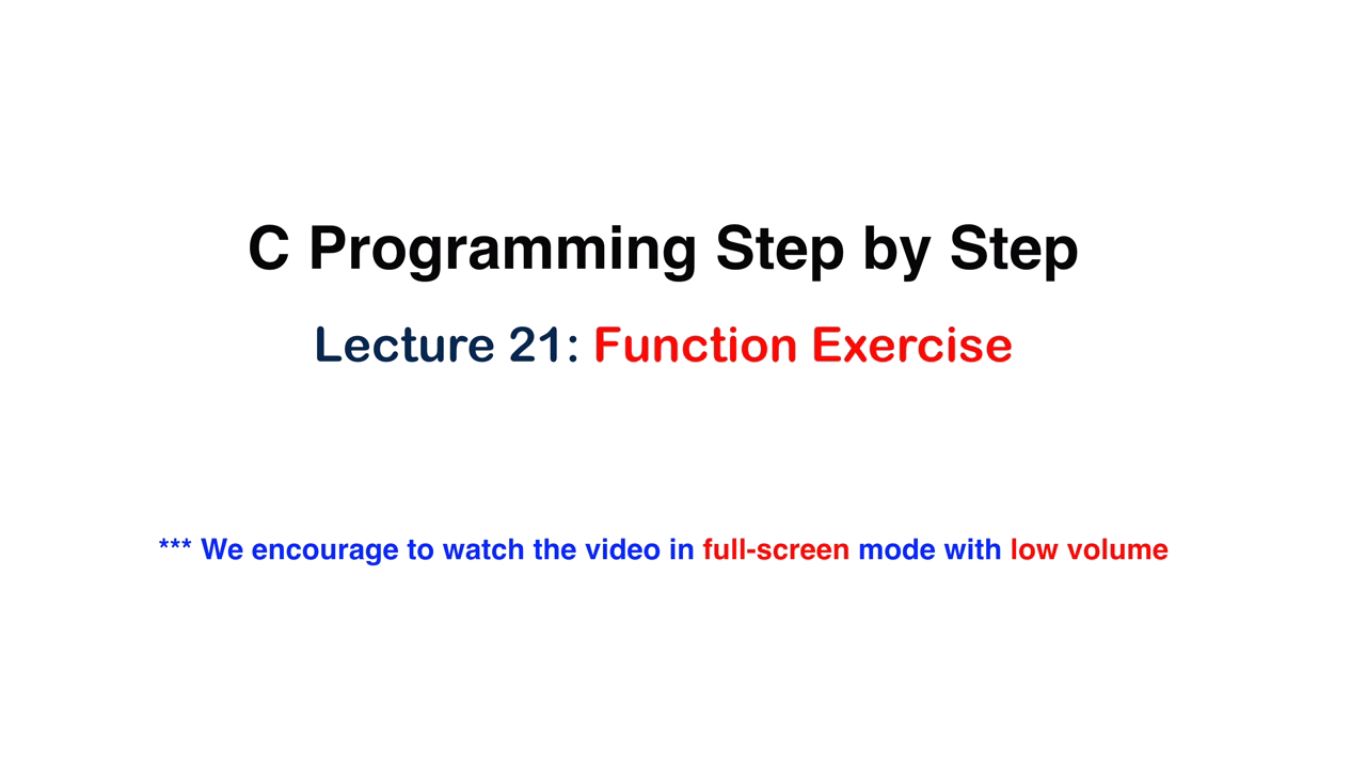 C Programming Step by Step
Lecture 21: Function Exercise
*** We encourage to watch the video in full-screen mode with low volume